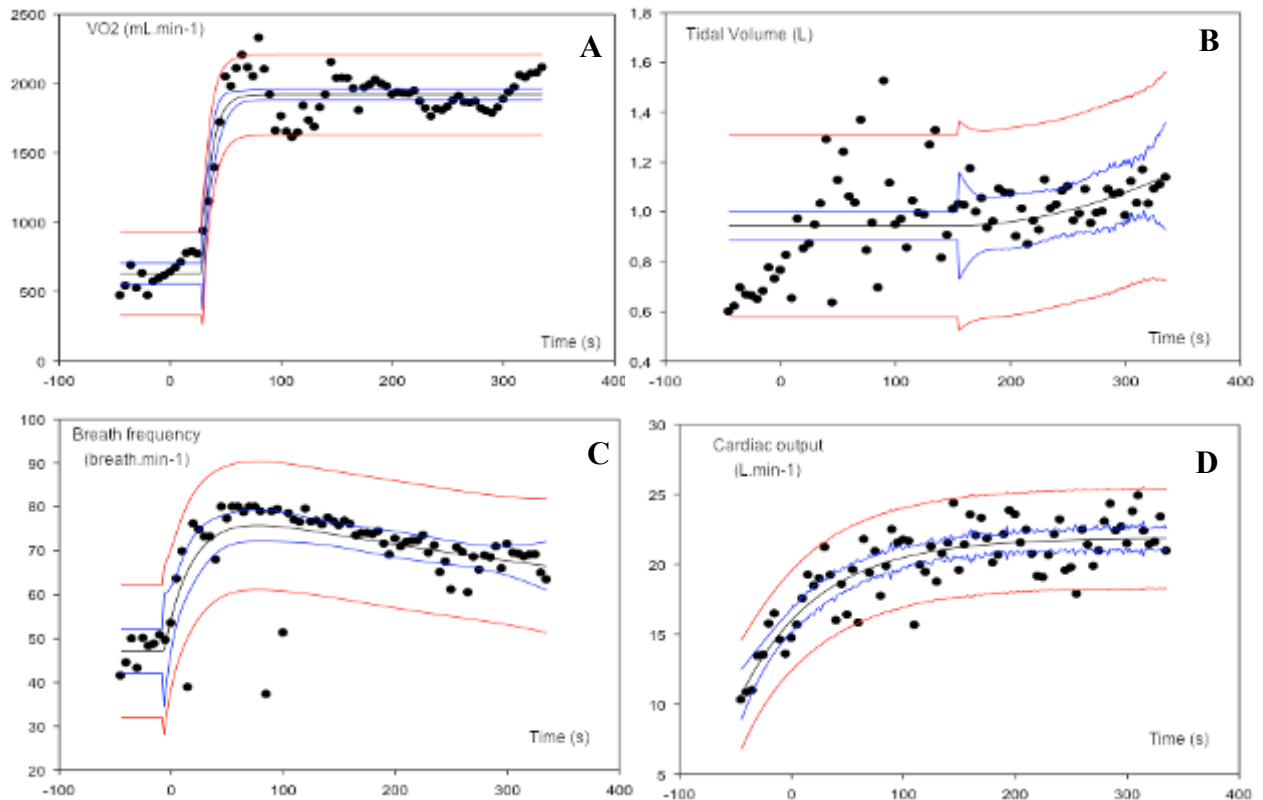 VO2 (mL.min-1)
A
2500
2000
1500
1000
500
0
Time (s)
-100 0 100 200 300 400
Tidal Volume (L)
B
1,8
1,6
1,4
1,2
1,0
0,8
0,6
0,4
Time (s)
-100 0 100 200 300 400
Breath frequency
(breath.min-1)
C
100
90
80
70
60
50
40
30
20
Time (s)
-100 0 100 200 300 400
Cardiac output
(L.min-1)
D
30
25
20
15
10
5
Time (s)
-100 0 100 200 300 400